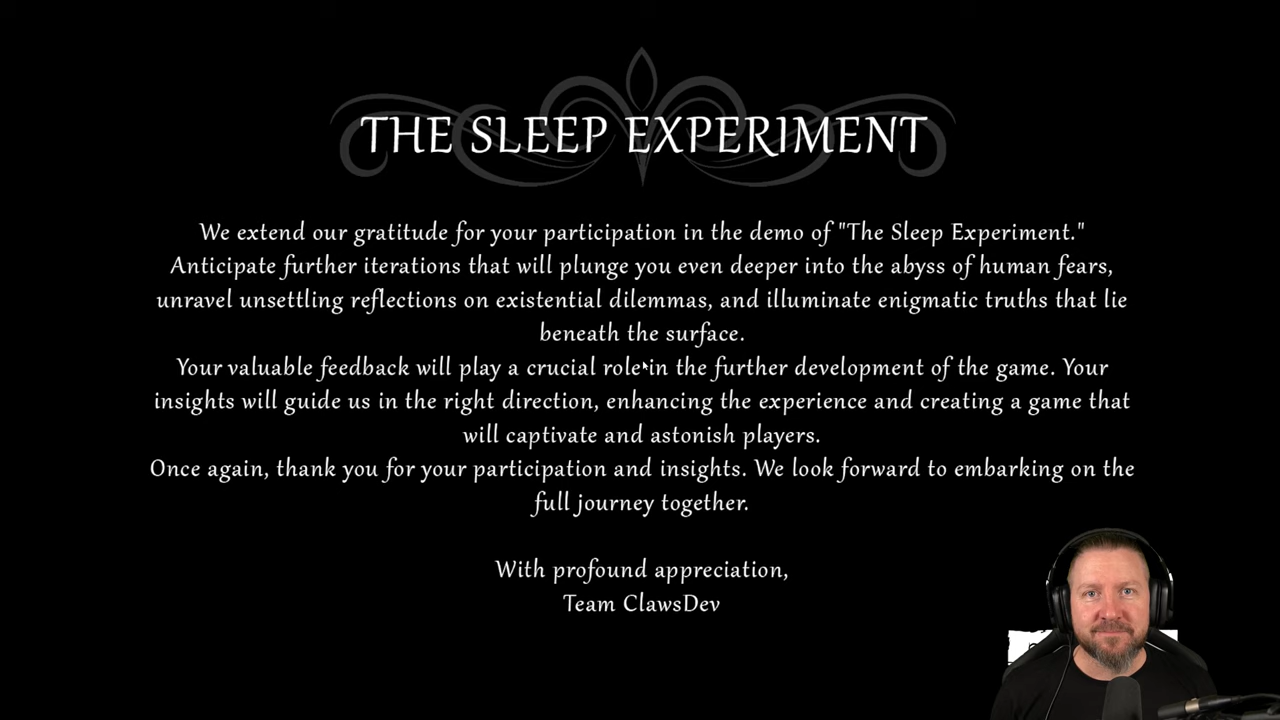 THE SLEEP EXPERIMENT
We extend our gratitude for your participation in the demo of "The Sleep Experiment."
Anticipate further iterations that will plunge you even deeper into the abyss of human fears,
unravel unsettling reflections on existential dilemmas, and illuminate enigmatic truths that lie
beneath the surface.
Your valuable feedback will play a crucial role in the further development of the game. Your
insights will guide us in the right direction, enhancing the experience and creating a game that
will captivate and astonish players.
Once again, thank you for your participation and insights. We look forward to embarking on the
full journey together.
With profound appreciation,
Team ClawsDev